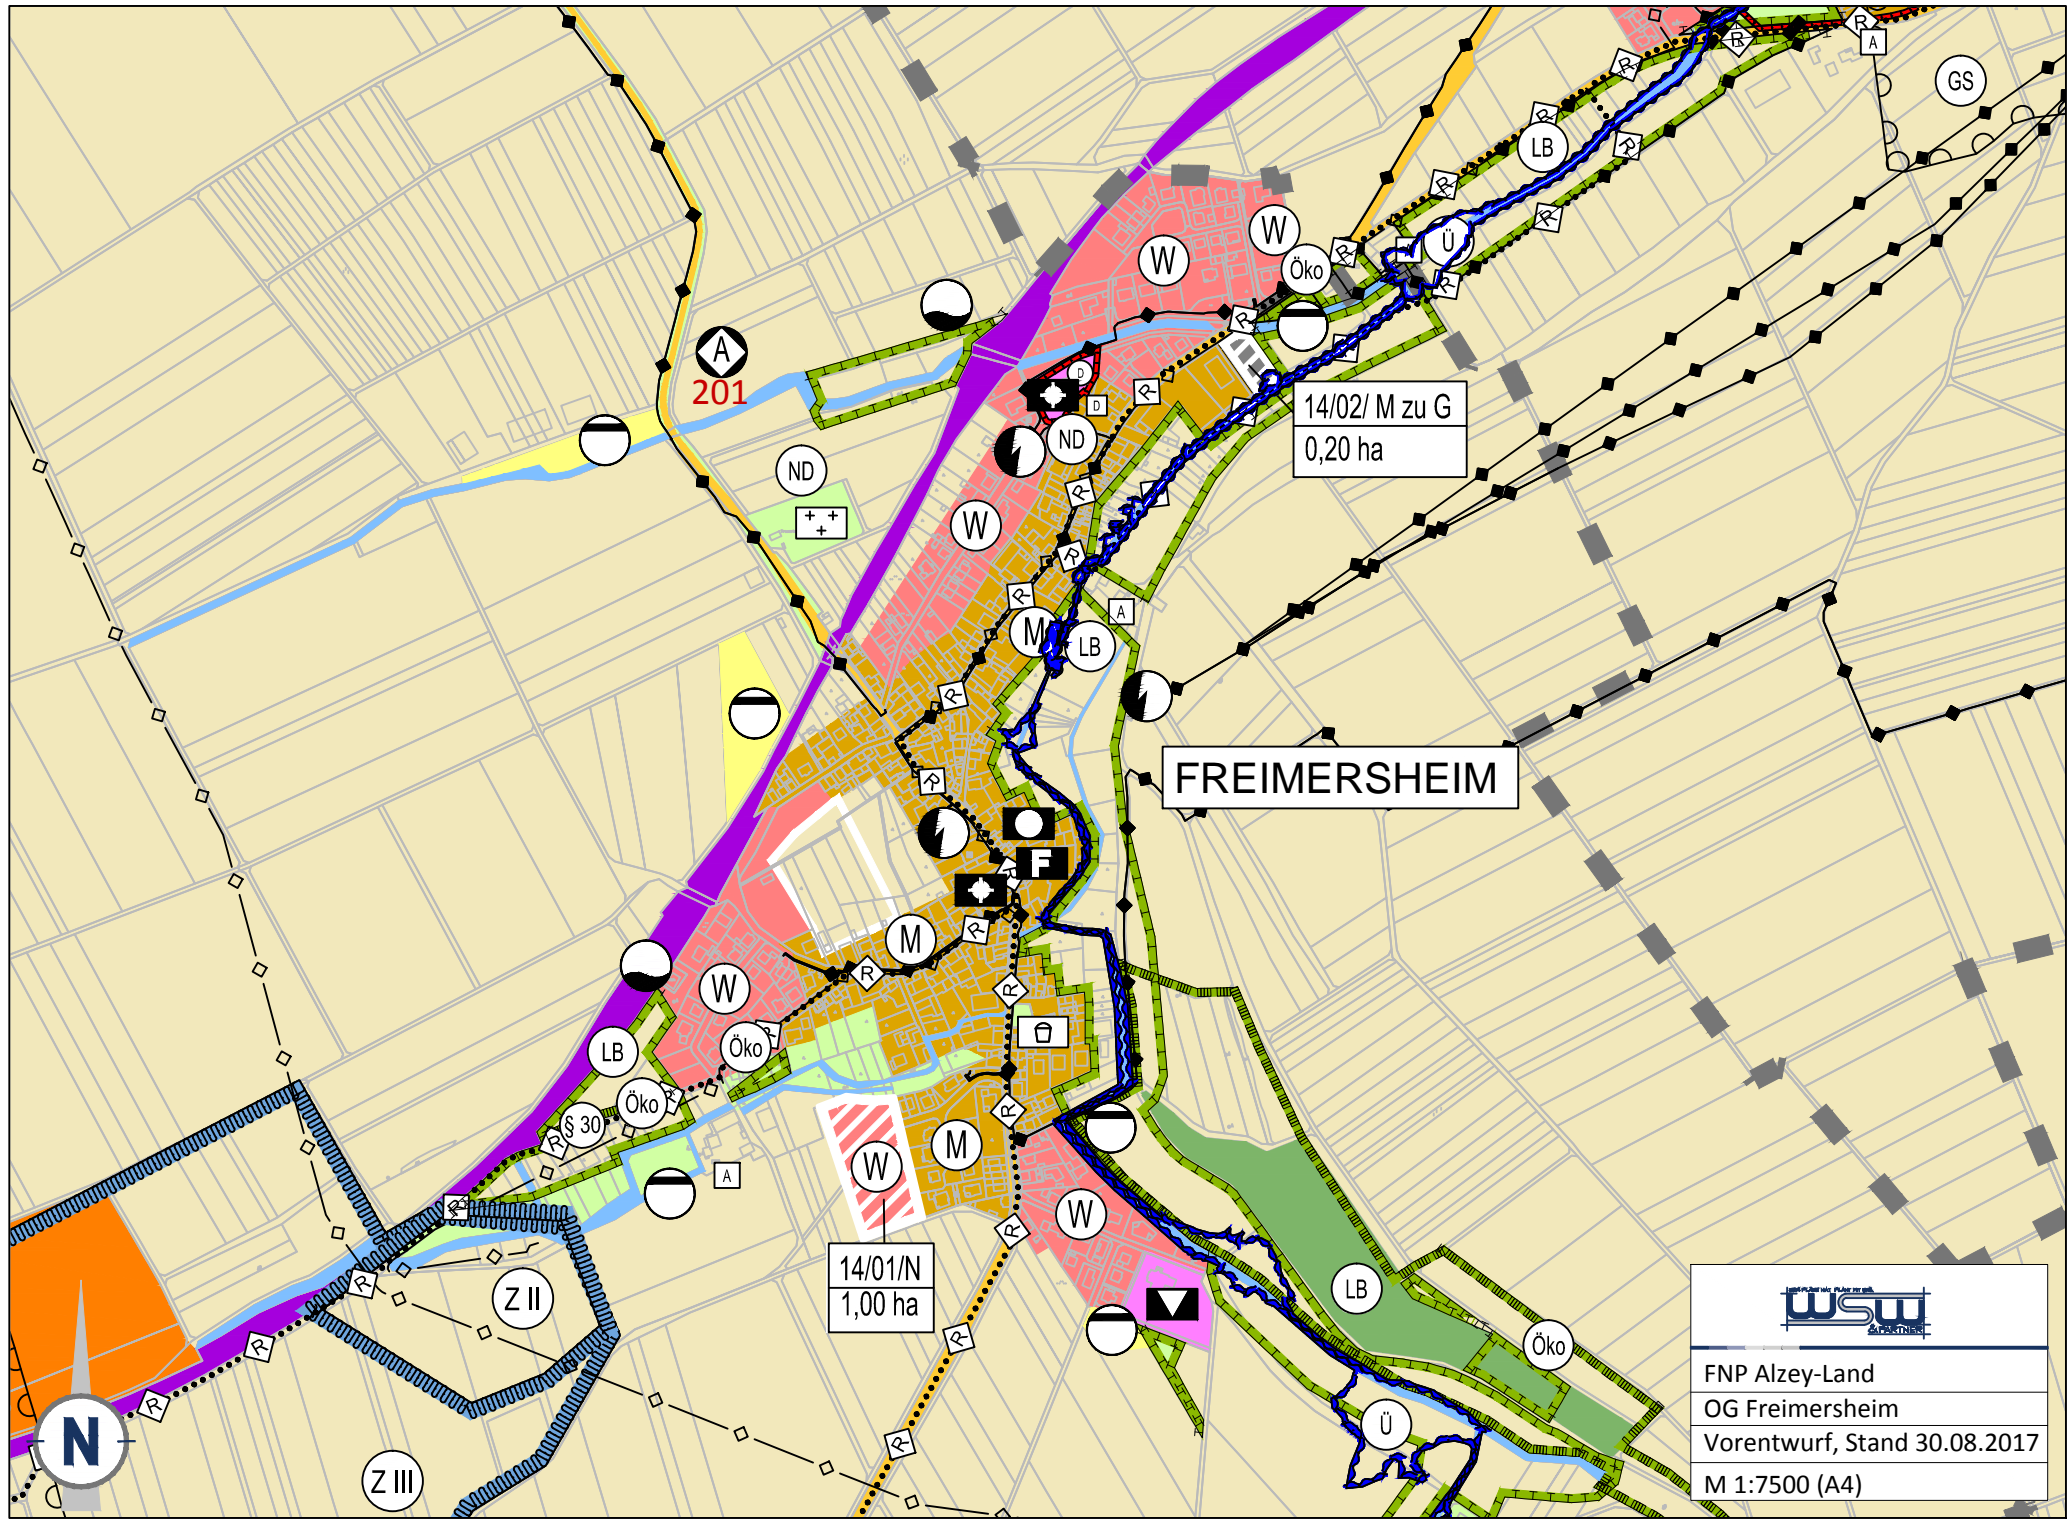 R
R
A
GS
R
R
LB
R
R
R
W
W
Ü
Öko
R
R
R
A
201
D
D
R
14/02/ M zu G
0,20 ha
ND
ND
W
R
R
R
A
M
LB
R
FREIMERSHEIM
R
F
R
M
R
R
W
R
LB
Öko
R
Öko
R
§ 30
R
R
M
A
W
W
R
R
14/01/N
1,00 ha
Z II
R
R
R
LB
Öko
WSW
& PARTNER
FNP Alzey-Land
OG Freimersheim
Vorentwurf, Stand 30.08.2017
M 1:7500 (A4)
R
N
R
Ü
Z III